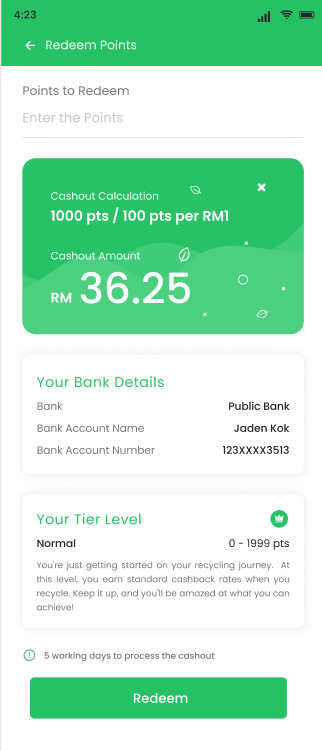 4:23
Redeem Points
Points to Redeem
Enter the Points
Cashout Calculation
1000 pts / 100 pts per RM1
Cashout Amount
RM 36.25
Your Bank Details
Bank Public Bank
Bank Account Name Jaden Kok
Bank Account Number 123XXXX3513
Your Tier Level
Normal 0 - 1999 pts
You're just getting started on your recycling journey. At
this level, you earn standard cashback rates when you
recycle. Keep it up, and you'll be amazed at what you can
achieve!
5 working days to process the cashout
Redeem